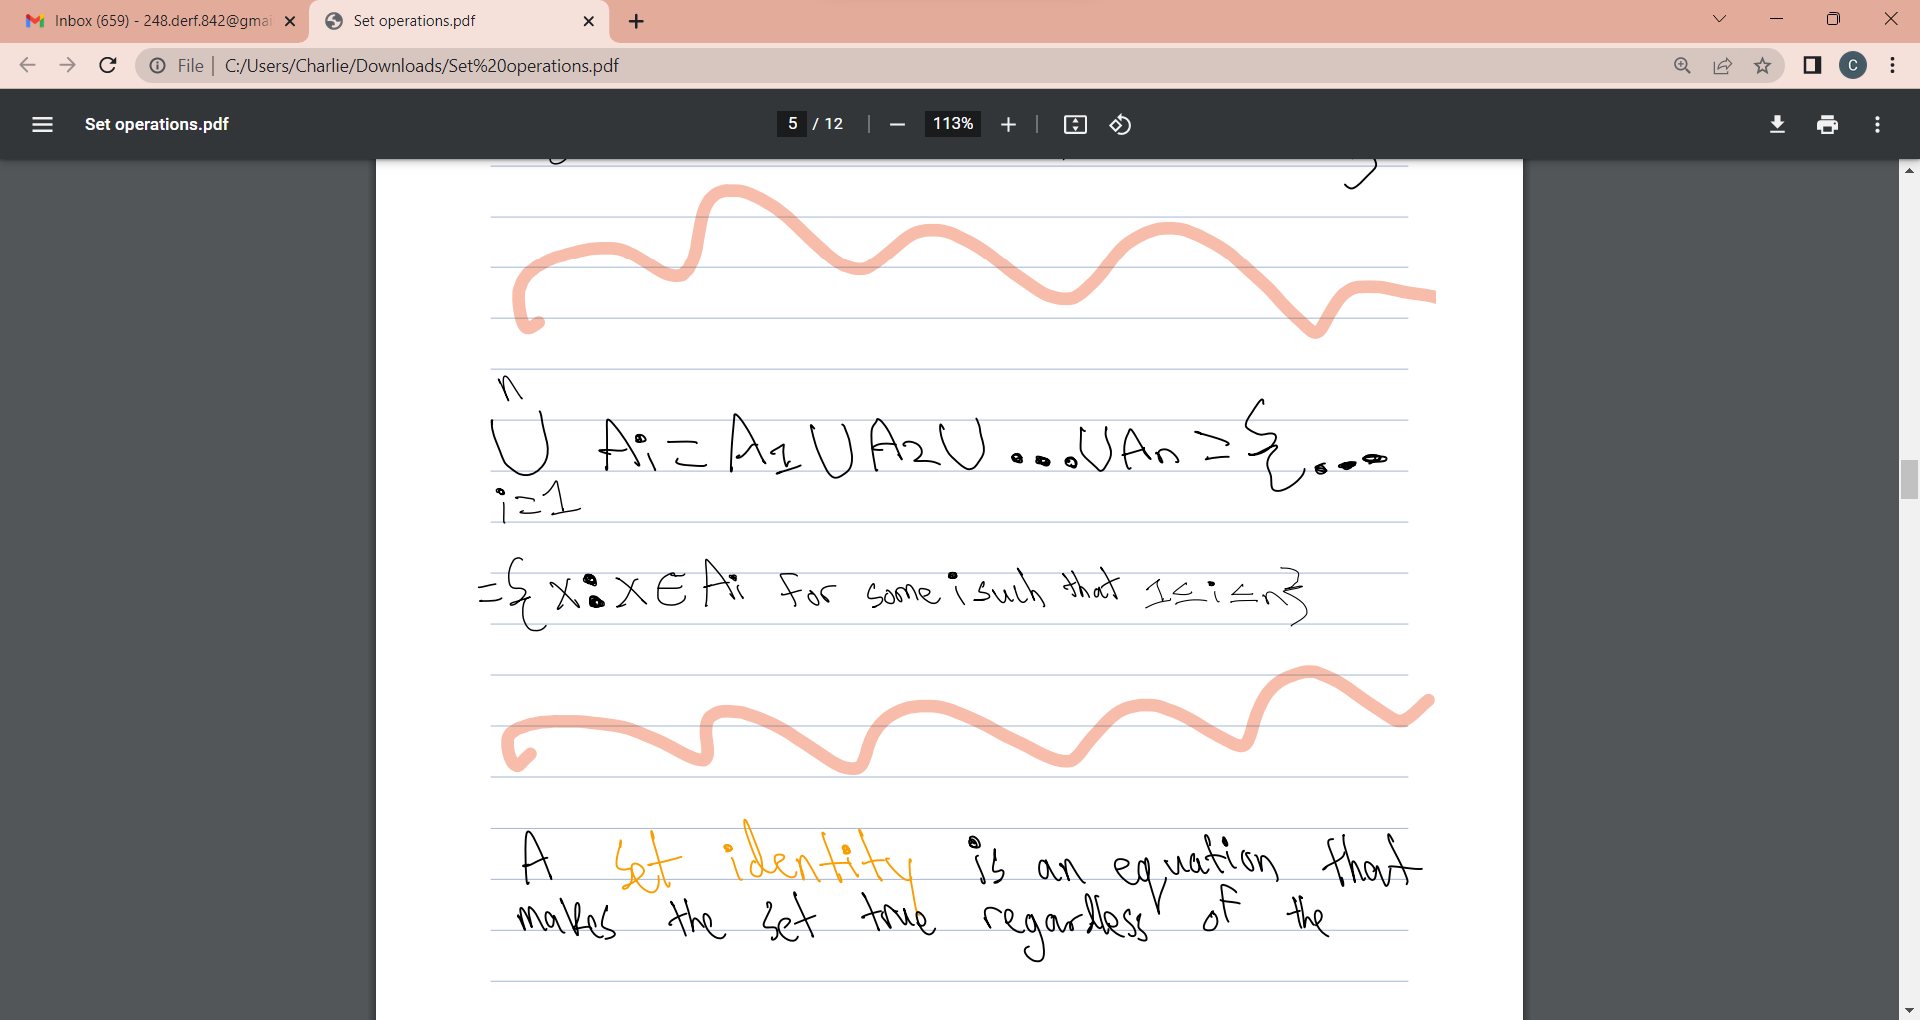 Inbox (659) - 248.derf.842@gmai
Set operations.pdf
File | C:/Users/Charlie/Downloads/Set%20operations.pdf
C
Set operations.pdf
5 / 12
113%
n
⋃ Ai = A1 ∪ A2 ∪ ... ∪ An = {...
i=1
= { x : x ∈ Ai for some i such that 1 ≤ i ≤ n }
A set identity is an equation that
makes the set true regardless of the